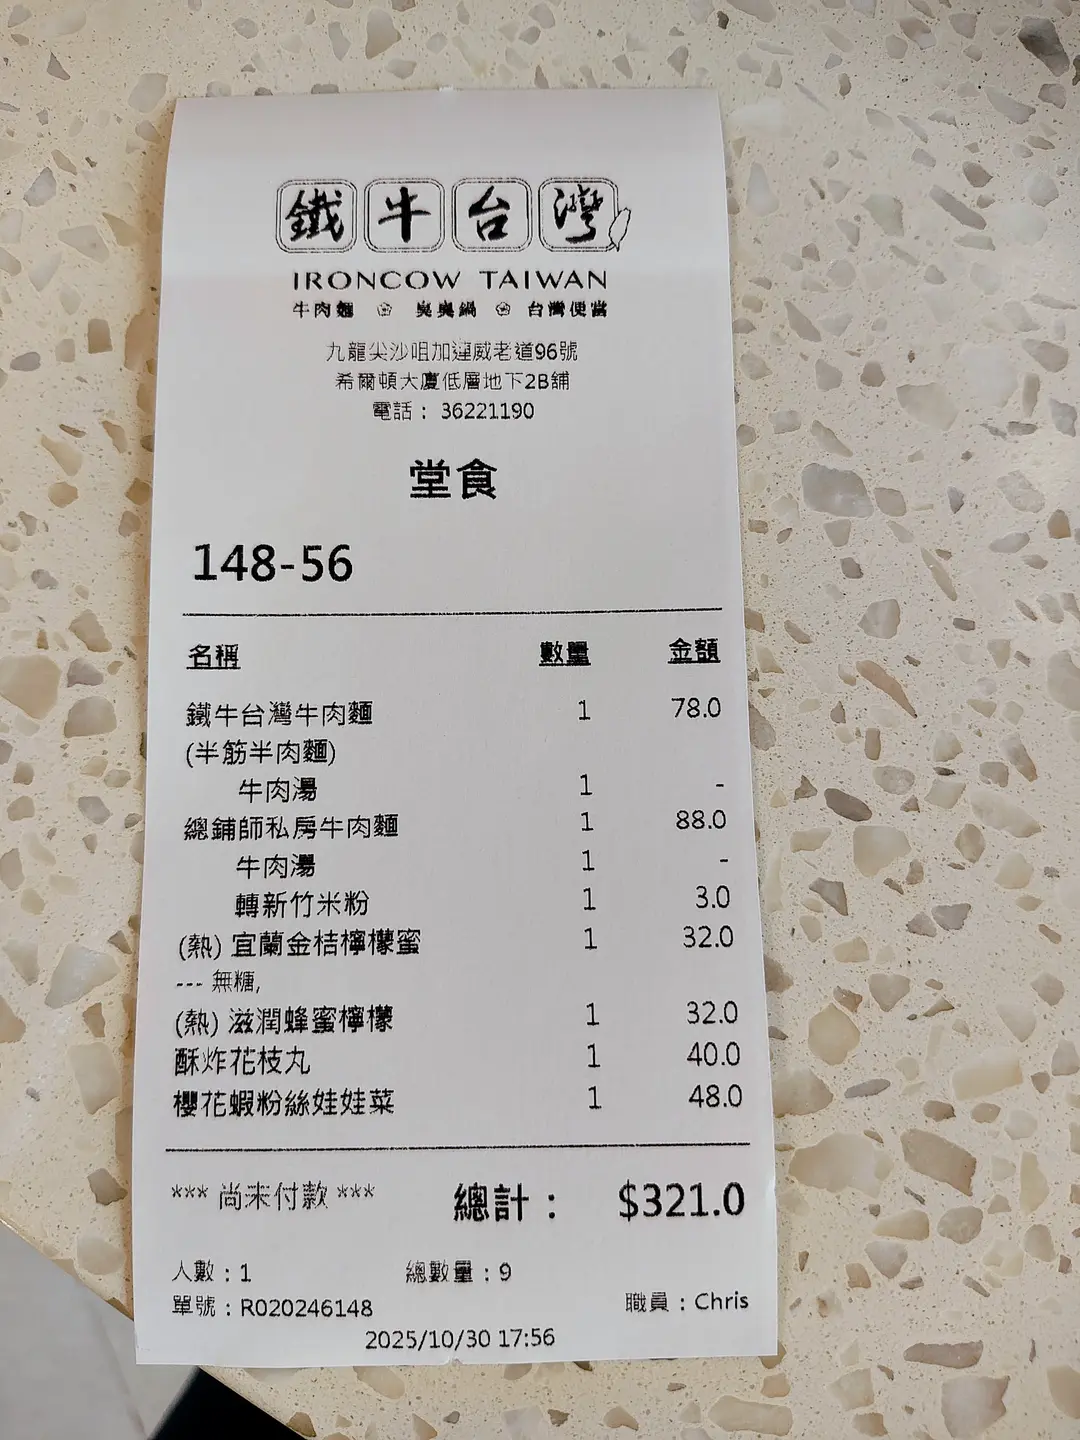 鐵牛台灣
IRONCOW TAIWAN
牛肉麵 臭臭鍋 台灣便當
九龍尖沙咀加連威老道96號
希爾頓大廈低層地下2B舖
電話： 36221190
堂食
148-56
名稱 數量 金額
鐵牛台灣牛肉麵 1 78.0
(半筋半肉麵)
牛肉湯 1 -
總鋪師私房牛肉麵 1 88.0
牛肉湯 1 -
轉新竹米粉 1 3.0
(熱) 宜蘭金桔檸檬蜜 1 32.0
--- 無糖,
(熱) 滋潤蜂蜜檸檬 1 32.0
酥炸花枝丸 1 40.0
櫻花蝦粉絲娃娃菜 1 48.0
*** 尚未付款 *** 總計： $321.0
人數：1 總數量：9
單號：R020246148 職員：Chris
2025/10/30 17:56